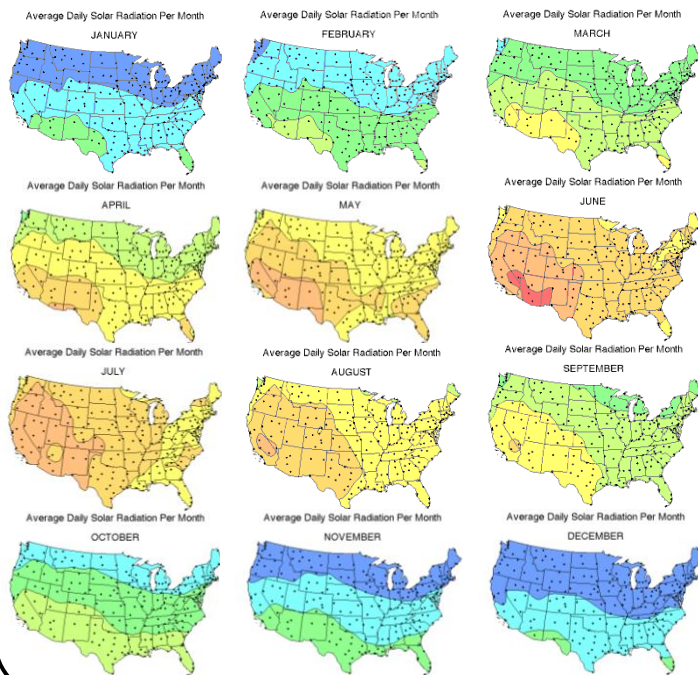 Average Daily Solar Radiation Per Month
JANUARY
Average Daily Solar Radiation Per Month
FEBRUARY
Average Daily Solar Radiation Per Month
MARCH
Average Daily Solar Radiation Per Month
APRIL
Average Daily Solar Radiation Per Month
MAY
Average Daily Solar Radiation Per Month
JUNE
Average Daily Solar Radiation Per Month
JULY
Average Daily Solar Radiation Per Month
AUGUST
Average Daily Solar Radiation Per Month
SEPTEMBER
Average Daily Solar Radiation Per Month
OCTOBER
Average Daily Solar Radiation Per Month
NOVEMBER
Average Daily Solar Radiation Per Month
DECEMBER